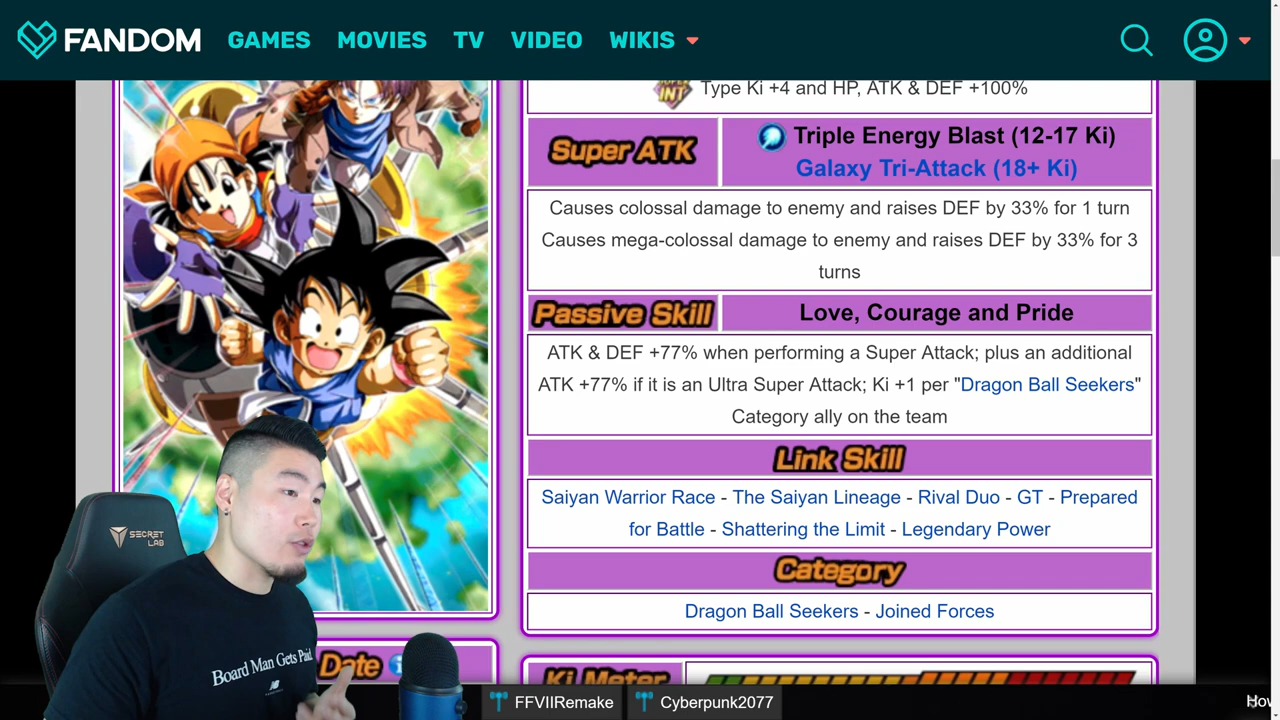 FANDOM GAMES MOVIES TV VIDEO WIKIS
SUPER INT Type Ki +4 and HP, ATK & DEF +100%
Super ATK
Triple Energy Blast (12-17 Ki)
Galaxy Tri-Attack (18+ Ki)
Causes colossal damage to enemy and raises DEF by 33% for 1 turn
Causes mega-colossal damage to enemy and raises DEF by 33% for 3
turns
Passive Skill Love, Courage and Pride
ATK & DEF +77% when performing a Super Attack; plus an additional
ATK +77% if it is an Ultra Super Attack; Ki +1 per "Dragon Ball Seekers"
Category ally on the team
Link Skill
Saiyan Warrior Race - The Saiyan Lineage - Rival Duo - GT - Prepared
for Battle - Shattering the Limit - Legendary Power
Category
Dragon Ball Seekers - Joined Forces
SECRET
LAB
Board Man Gets Paid.
Date
Ki Meter
FFVIIRemake Cyberpunk2077